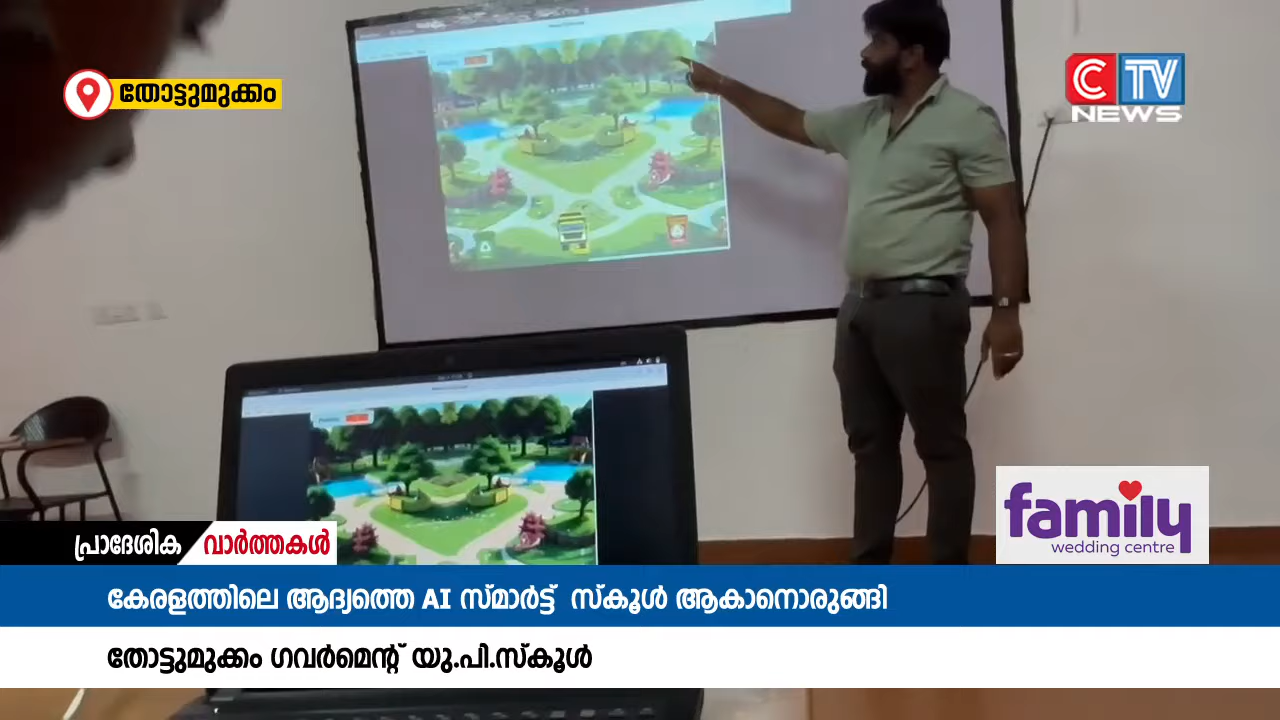 തോട്ടുമുക്കം
CTV
NEWS
family
wedding centre
പ്രാദേശിക വാർത്തകൾ
കേരളത്തിലെ ആദ്യത്തെ AI സ്മാർട്ട് സ്കൂൾ ആകാനൊരുങ്ങി
തോട്ടുമുക്കം ഗവർമെന്റ് യു.പി.സ്കൂൾ